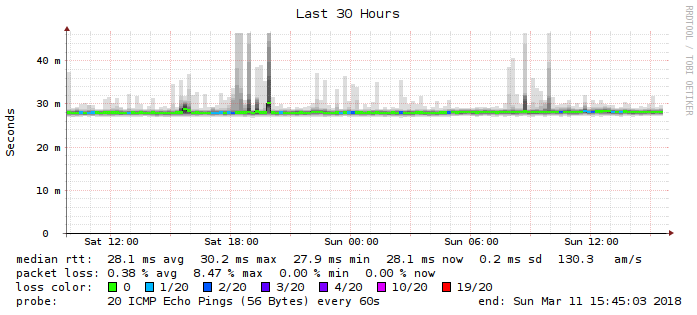 Last 30 Hours
RRDTOOL / TOBI OETIKER
Seconds
40 m
30 m
20 m
10 m
0
Sat 12:00 Sat 18:00 Sun 00:00 Sun 06:00 Sun 12:00
median rtt: 28.1 ms avg 30.2 ms max 27.9 ms min 28.1 ms now 0.2 ms sd 130.3 am/s
packet loss: 0.38 % avg 8.47 % max 0.00 % min 0.00 % now
loss color: 0 1/20 2/20 3/20 4/20 10/20 19/20
probe: 20 ICMP Echo Pings (56 Bytes) every 60s end: Sun Mar 11 15:45:03 2018